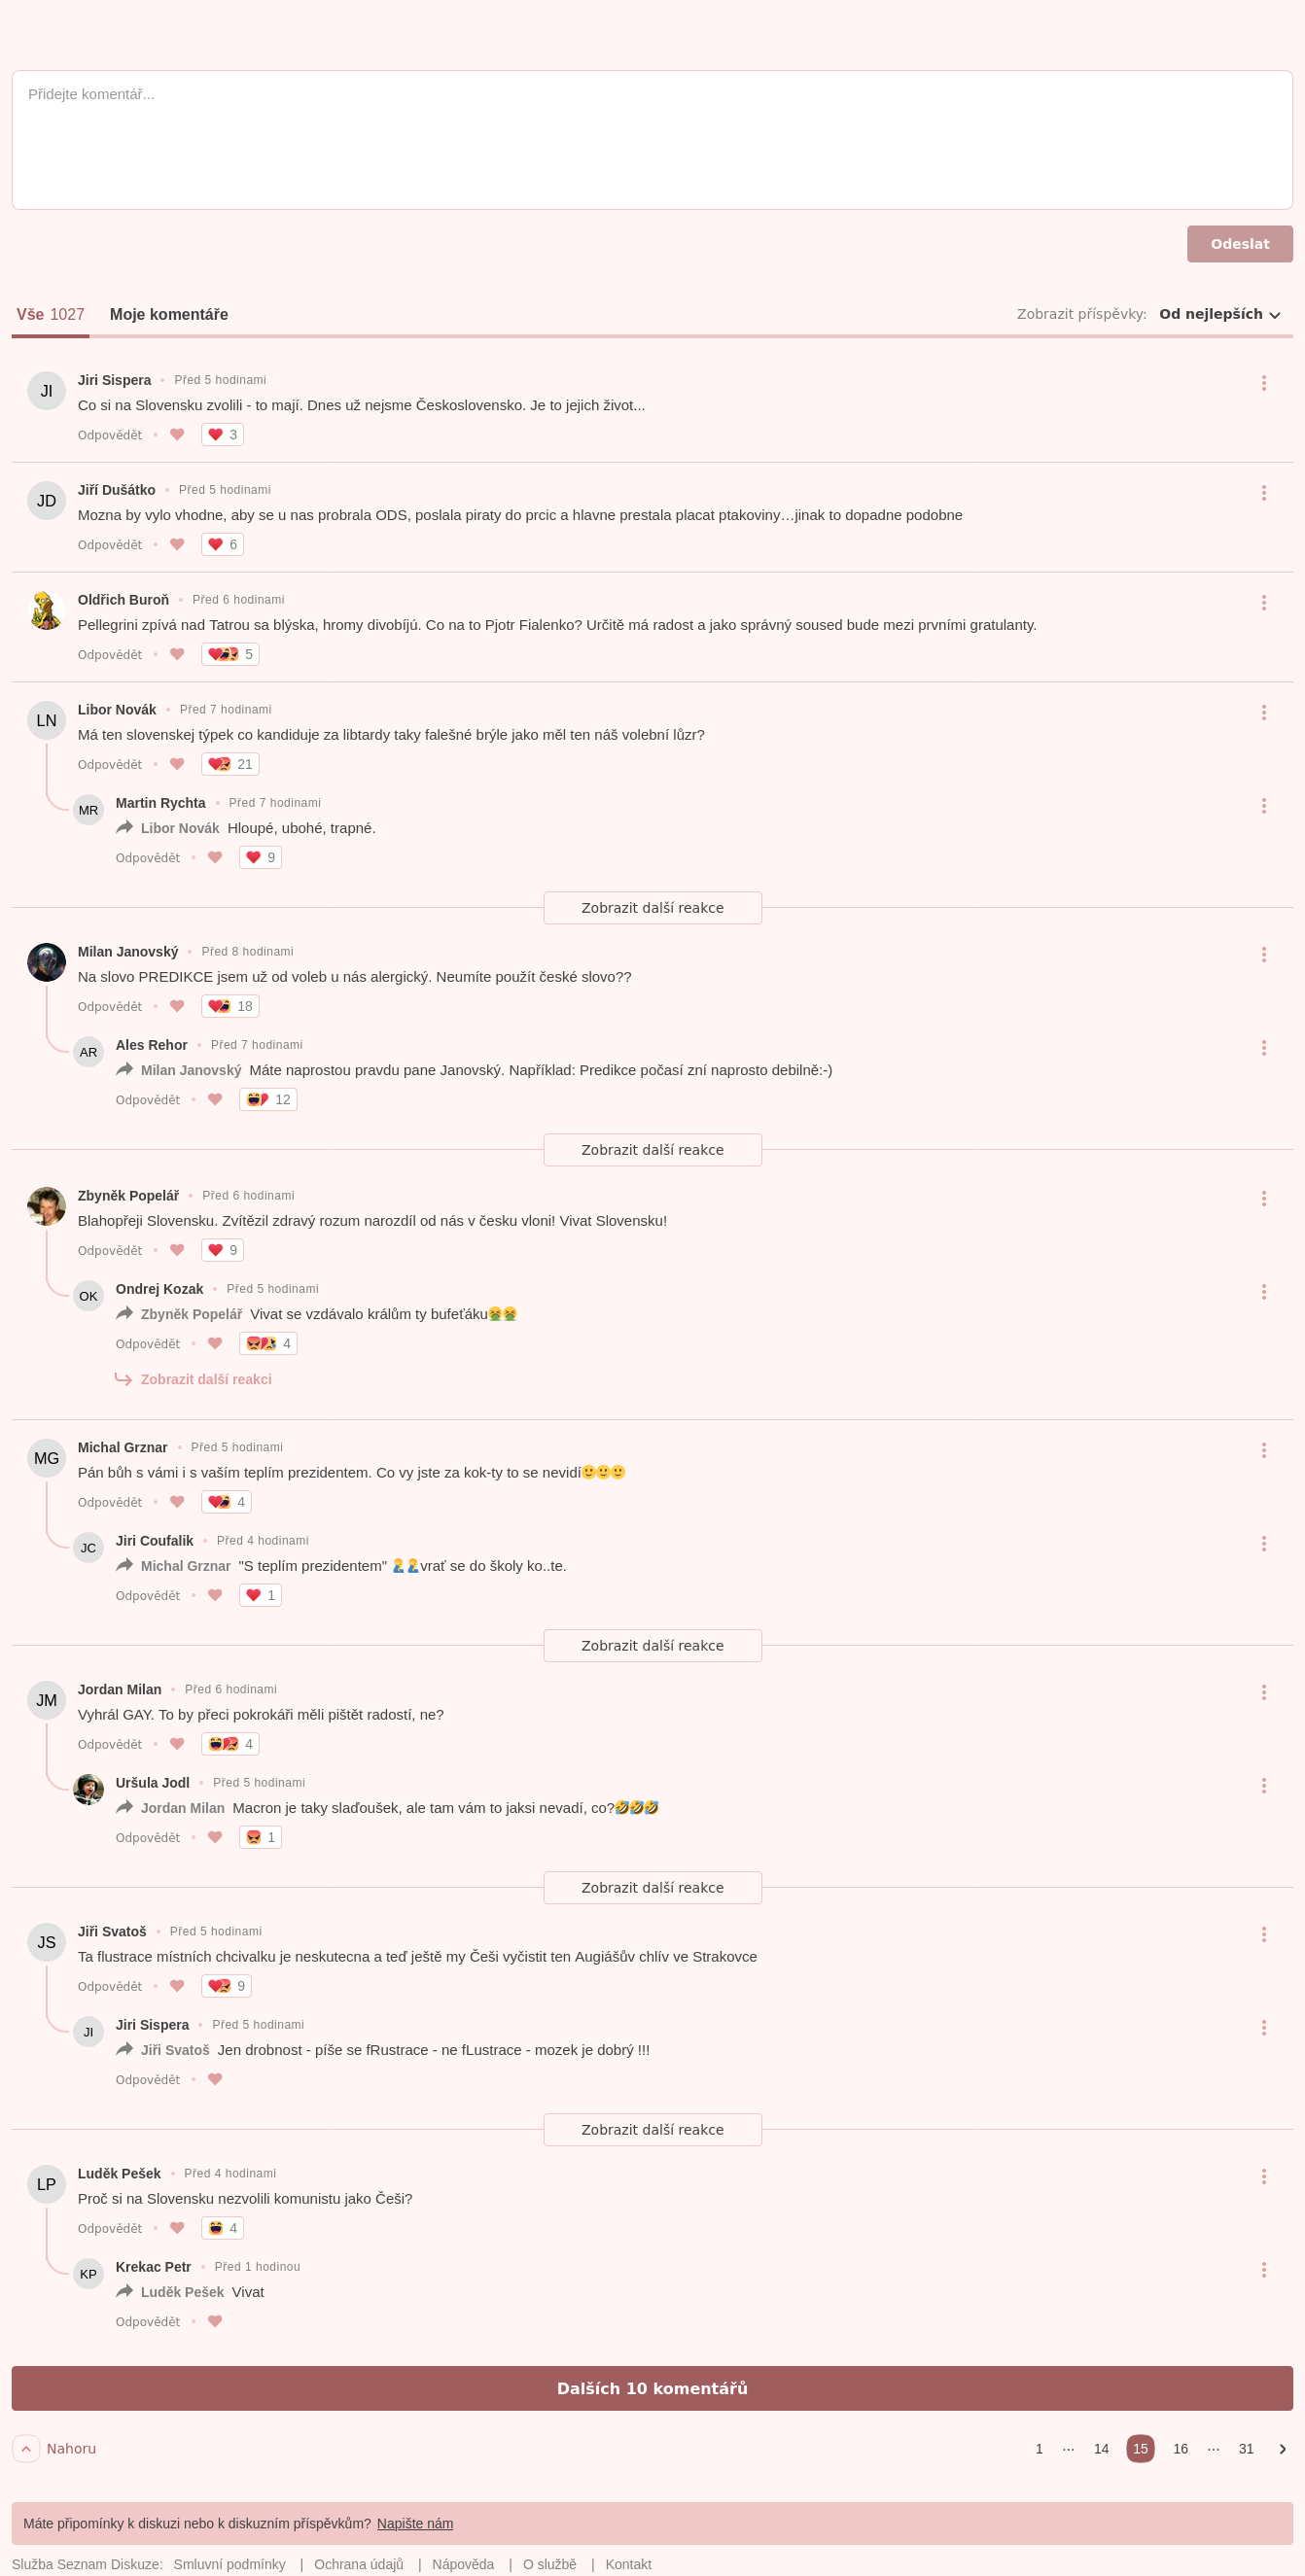 Přidejte komentář...
Odeslat
Vše 1027 Moje komentáře Zobrazit příspěvky: Od nejlepších
JI Jiri Sispera • Před 5 hodinami
Co si na Slovensku zvolili - to mají. Dnes už nejsme Československo. Je to jejich život...
Odpovědět • 3
JD Jiří Dušátko • Před 5 hodinami
Mozna by vylo vhodne, aby se u nas probrala ODS, poslala piraty do prcic a hlavne prestala placat ptakoviny…jinak to dopadne podobne
Odpovědět • 6
Oldřich Buroň • Před 6 hodinami
Pellegrini zpívá nad Tatrou sa blýska, hromy divobíjú. Co na to Pjotr Fialenko? Určitě má radost a jako správný soused bude mezi prvními gratulanty.
Odpovědět • 5
LN Libor Novák • Před 7 hodinami
Má ten slovenskej týpek co kandiduje za libtardy taky falešné brýle jako měl ten náš volební lůzr?
Odpovědět • 21
MR Martin Rychta • Před 7 hodinami
Libor Novák Hloupé, ubohé, trapné.
Odpovědět • 9
Zobrazit další reakce
Milan Janovský • Před 8 hodinami
Na slovo PREDIKCE jsem už od voleb u nás alergický. Neumíte použít české slovo??
Odpovědět • 18
AR Ales Rehor • Před 7 hodinami
Milan Janovský Máte naprostou pravdu pane Janovský. Například: Predikce počasí zní naprosto debilně:-)
Odpovědět • 12
Zobrazit další reakce
Zbyněk Popelář • Před 6 hodinami
Blahopřeji Slovensku. Zvítězil zdravý rozum narozdíl od nás v česku vloni! Vivat Slovensku!
Odpovědět • 9
OK Ondrej Kozak • Před 5 hodinami
Zbyněk Popelář Vivat se vzdávalo králům ty bufeťáku🤮🤮
Odpovědět • 4
Zobrazit další reakci
MG Michal Grznar • Před 5 hodinami
Pán bůh s vámi i s vaším teplím prezidentem. Co vy jste za kok-ty to se nevidí🙂🙂🙂
Odpovědět • 4
JC Jiri Coufalik • Před 4 hodinami
Michal Grznar "S teplím prezidentem" 🤦‍♂️🤦‍♂️vrať se do školy ko..te.
Odpovědět • 1
Zobrazit další reakce
JM Jordan Milan • Před 6 hodinami
Vyhrál GAY. To by přeci pokrokáři měli pištět radostí, ne?
Odpovědět • 4
Uršula Jodl • Před 5 hodinami
Jordan Milan Macron je taky slaďoušek, ale tam vám to jaksi nevadí, co?🤣🤣🤣
Odpovědět • 1
Zobrazit další reakce
JS Jiři Svatoš • Před 5 hodinami
Ta flustrace místních chcivalku je neskutecna a teď ještě my Češi vyčistit ten Augiášův chlív ve Strakovce
Odpovědět • 9
JI Jiri Sispera • Před 5 hodinami
Jiři Svatoš Jen drobnost - píše se fRustrace - ne fLustrace - mozek je dobrý !!!
Odpovědět •
Zobrazit další reakce
LP Luděk Pešek • Před 4 hodinami
Proč si na Slovensku nezvolili komunistu jako Češi?
Odpovědět • 4
KP Krekac Petr • Před 1 hodinou
Luděk Pešek Vivat
Odpovědět •
Dalších 10 komentářů
Nahoru 1 ··· 14 15 16 ··· 31
Máte připomínky k diskuzi nebo k diskuzním příspěvkům? Napište nám
Služba Seznam Diskuze: Smluvní podmínky | Ochrana údajů | Nápověda | O službě | Kontakt